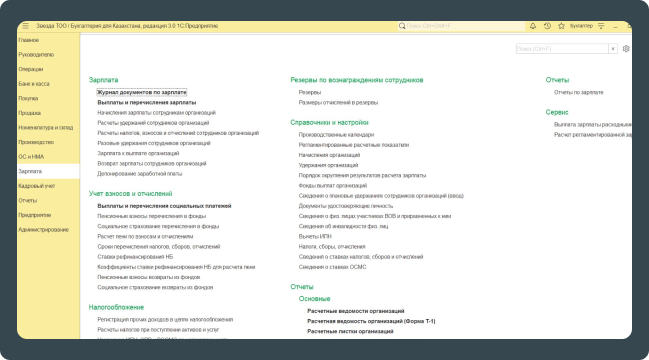 Звезда ТОО / Бухгалтерия для Казахстана, редакция 3.0 1С:Предприятие
Поиск Ctrl+Shift+F
Бухгалтер
Главное
Руководителю
Операции
Банк и касса
Покупка
Продажа
Номенклатура и склад
Производство
ОС и НМА
Зарплата
Кадровый учет
Отчеты
Предприятие
Администрирование
Поиск (Ctrl+F)
Зарплата
Журнал документов по зарплате
Выплаты и перечисления зарплаты
Начисления зарплаты сотрудникам организаций
Расчеты удержаний сотрудников организаций
Расчеты налогов, взносов и отчислений сотрудников организаций
Разовые удержания сотрудников организаций
Зарплата к выплате организаций
Возврат зарплаты сотрудников организаций
Депонирование заработной платы
Учет взносов и отчислений
Выплаты и перечисления социальных платежей
Пенсионные взносы перечисления в фонды
Социальное страхование перечисления в фонды
Расчет пени по взносам и отчислениям
Сроки перечисления налогов, сборов, отчислений
Ставки рефинансирования НБ
Коэффициенты ставки рефинансирования НБ для расчета пени
Пенсионные взносы возвраты из фондов
Социальное страхование возвраты из фондов
Налогообложение
Регистрация прочих доходов в целях налогообложения
Расчеты налогов при поступлении активов и услуг
Резервы по вознаграждениям сотрудников
Резервы
Размеры отчислений в резервы
Справочники и настройки
Производственные календари
Регламентированные расчетные показатели
Начисления организаций
Удержания организаций
Порядок округления результатов расчета зарплаты
Фонды выплат организаций
Сведения о плановых удержаниях сотрудников организаций (ввод)
Документы удостоверяющие личность
Сведения о физ. лицах участниках ВОВ и приравненных к ним
Сведения об инвалидности физ. лиц
Вычеты ИПН
Налоги, сборы, отчисления
Сведения о ставках налогов, сборов и отчислений
Сведения о ставках ОСМС
Отчеты
Основные
Расчетные ведомости организаций
Расчетная ведомость организаций (Форма Т-1)
Расчетные листки организаций
Отчеты
Отчеты по зарплате
Сервис
Выплата зарплаты расходными
Расчет регламентированной за